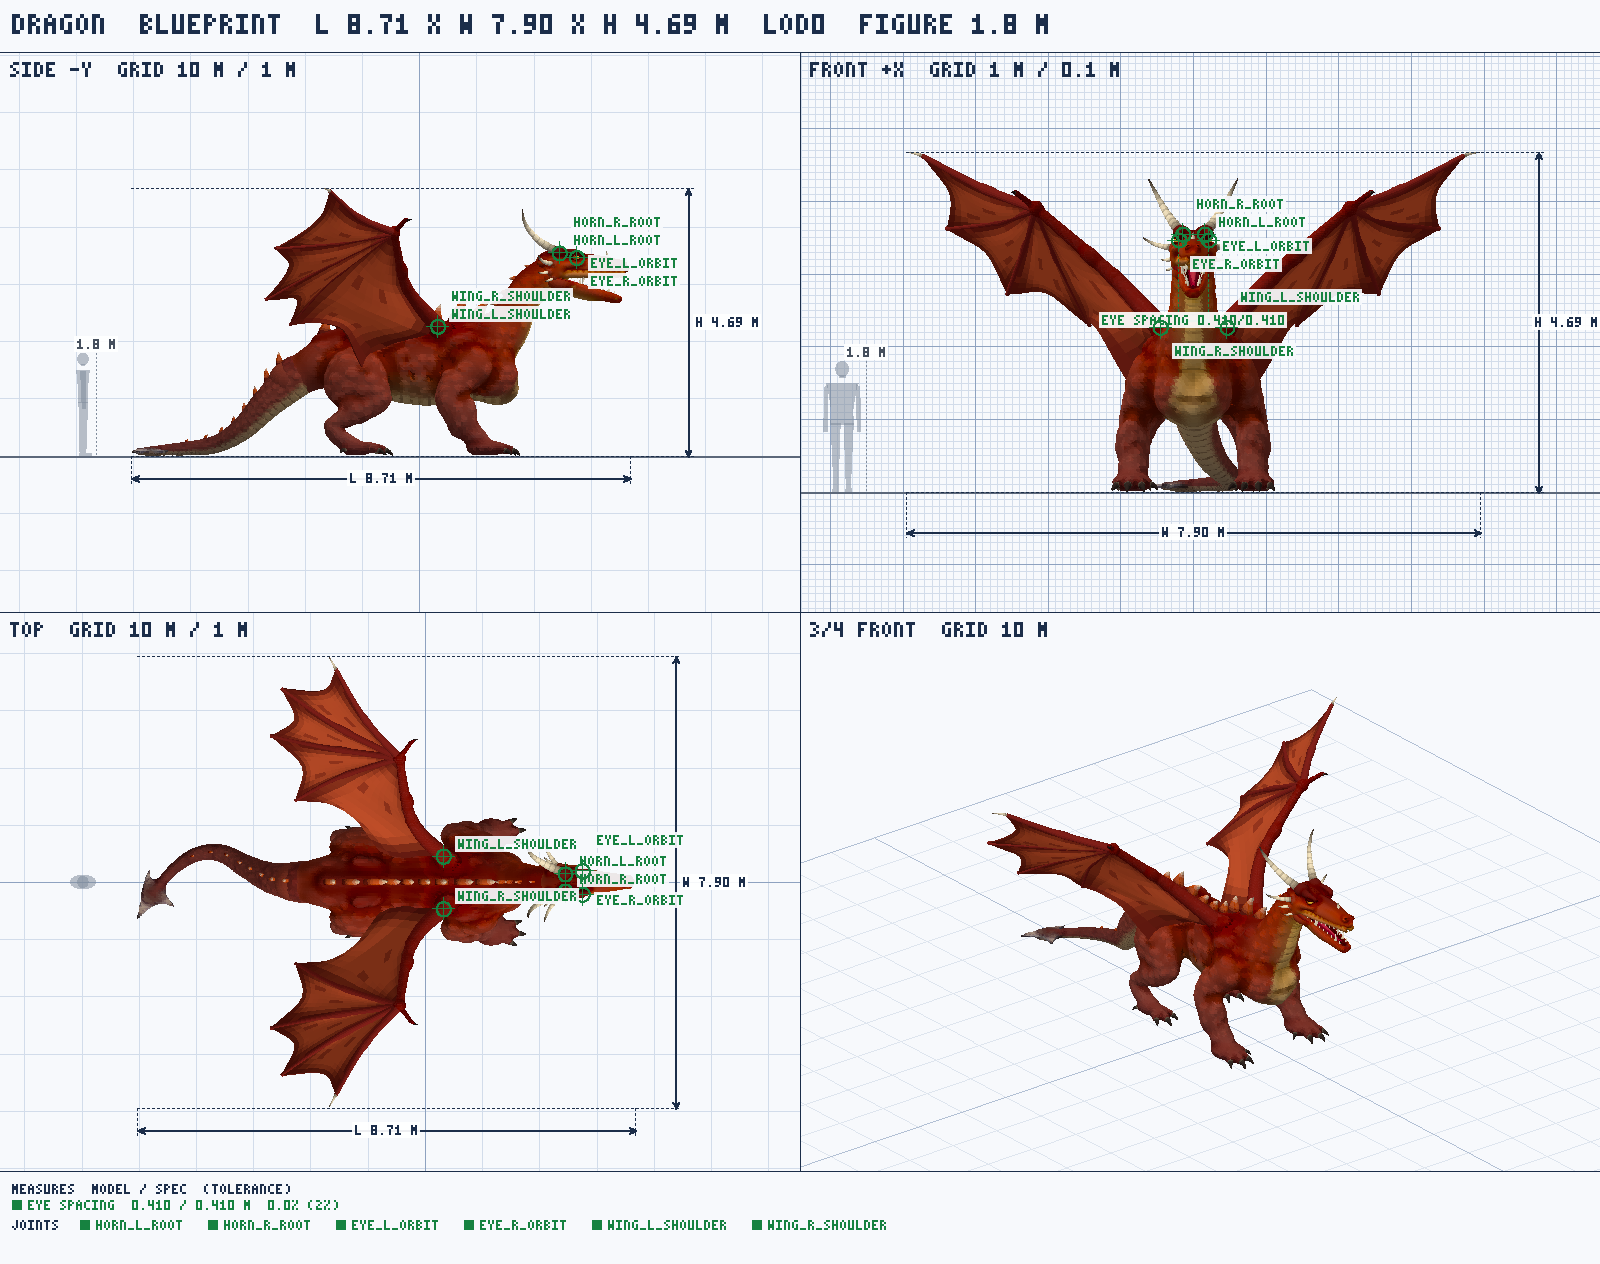 DRAGON BLUEPRINT L 8.71 X W 7.90 X H 4.69 M LOD0 FIGURE 1.8 M
SIDE -Y GRID 10 M / 1 M
HORN_R_ROOT
HORN_L_ROOT
EYE_L_ORBIT
EYE_R_ORBIT
WING_R_SHOULDER
WING_L_SHOULDER
H 4.69 M
1.8 M
L 8.71 M
FRONT +X GRID 1 M / 0.1 M
HORN_R_ROOT
HORN_L_ROOT
EYE_L_ORBIT
EYE_R_ORBIT
WING_L_SHOULDER
EYE SPACING 0.410/0.410
H 4.69 M
WING_R_SHOULDER
1.8 M
W 7.90 M
TOP GRID 10 M / 1 M
WING_L_SHOULDER
EYE_L_ORBIT
HORN_L_ROOT
HORN_R_ROOT
W 7.90 M
WING_R_SHOULDER
EYE_R_ORBIT
L 8.71 M
3/4 FRONT GRID 10 M
MEASURES MODEL / SPEC (TOLERANCE)
EYE SPACING 0.410 / 0.410 M 0.0% (2%)
JOINTS HORN_L_ROOT HORN_R_ROOT EYE_L_ORBIT EYE_R_ORBIT WING_L_SHOULDER WING_R_SHOULDER